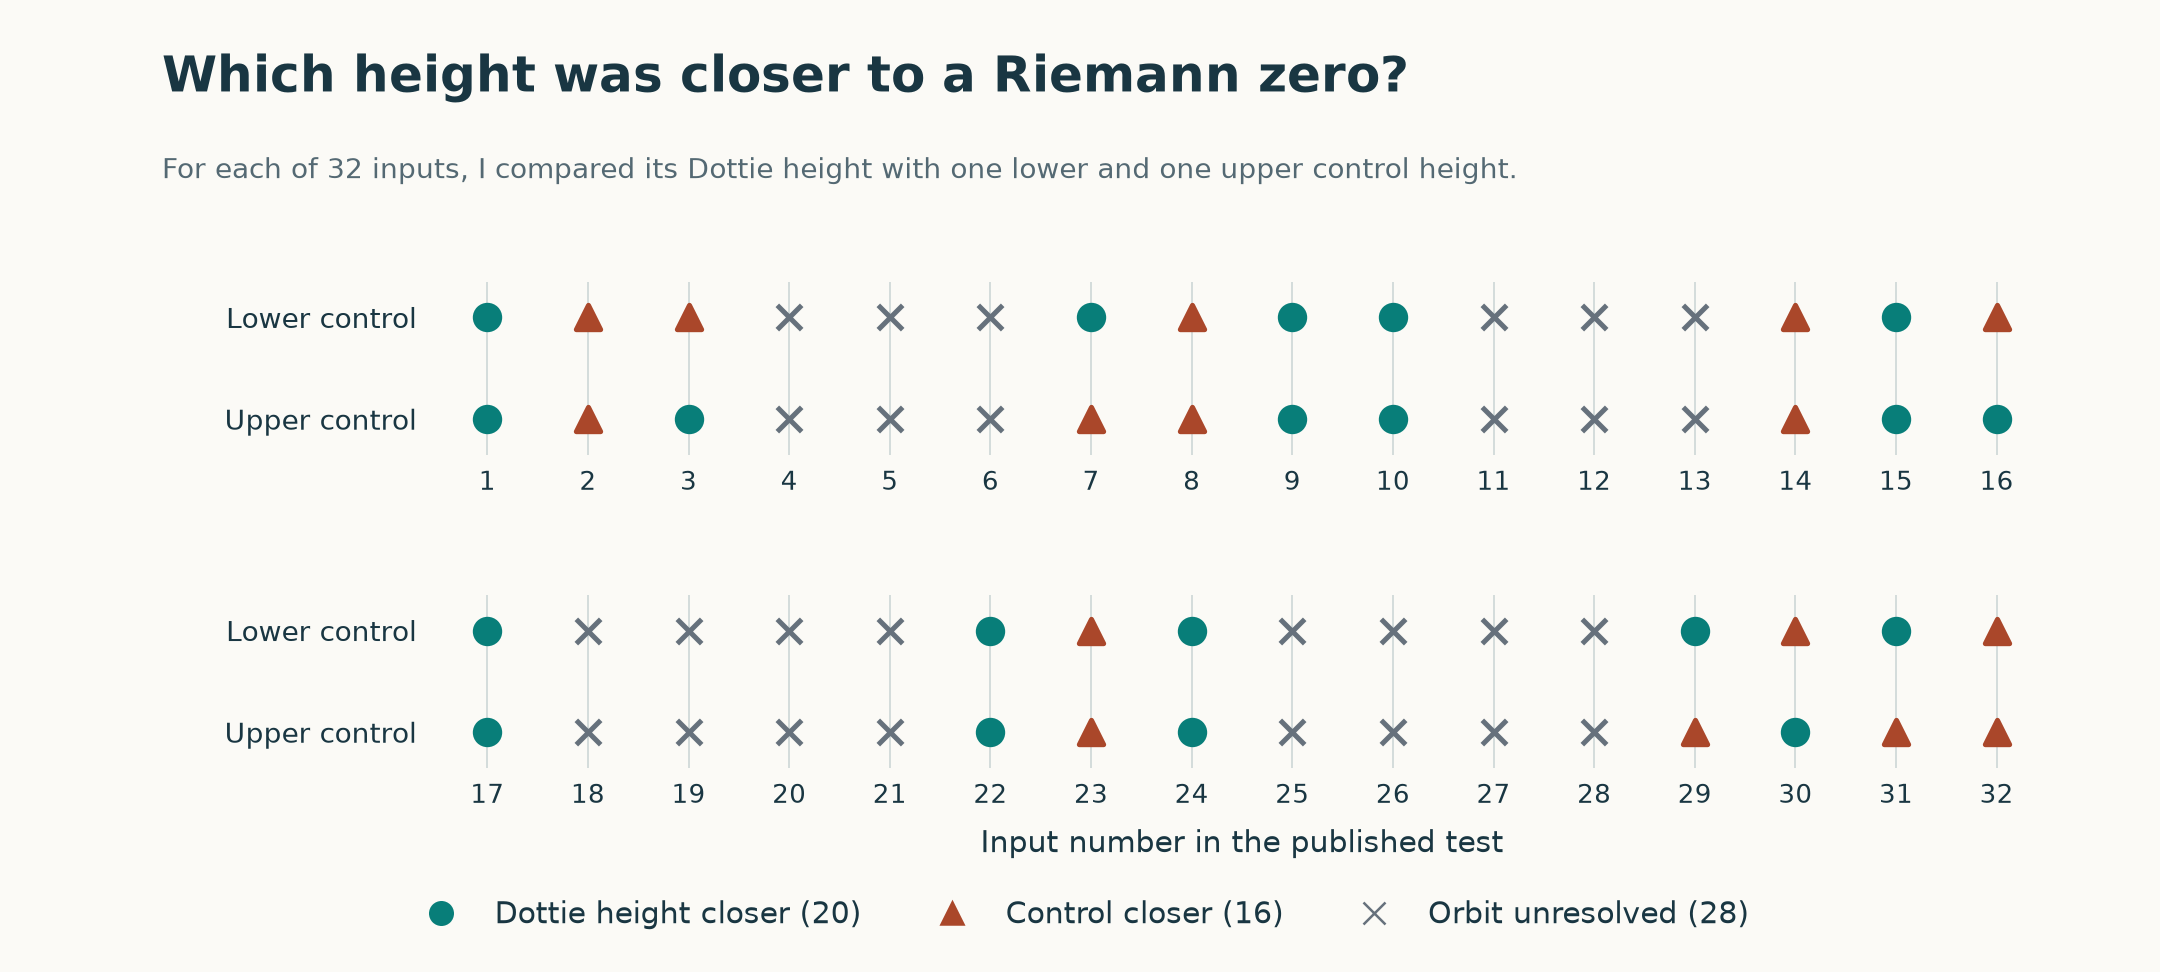 Which height was closer to a Riemann zero?
For each of 32 inputs, I compared its Dottie height with one lower and one upper control height.
Lower control
Upper control
1 2 3 4 5 6 7 8 9 10 11 12 13 14 15 16
Lower control
Upper control
17 18 19 20 21 22 23 24 25 26 27 28 29 30 31 32
Input number in the published test
Dottie height closer (20) Control closer (16) Orbit unresolved (28)